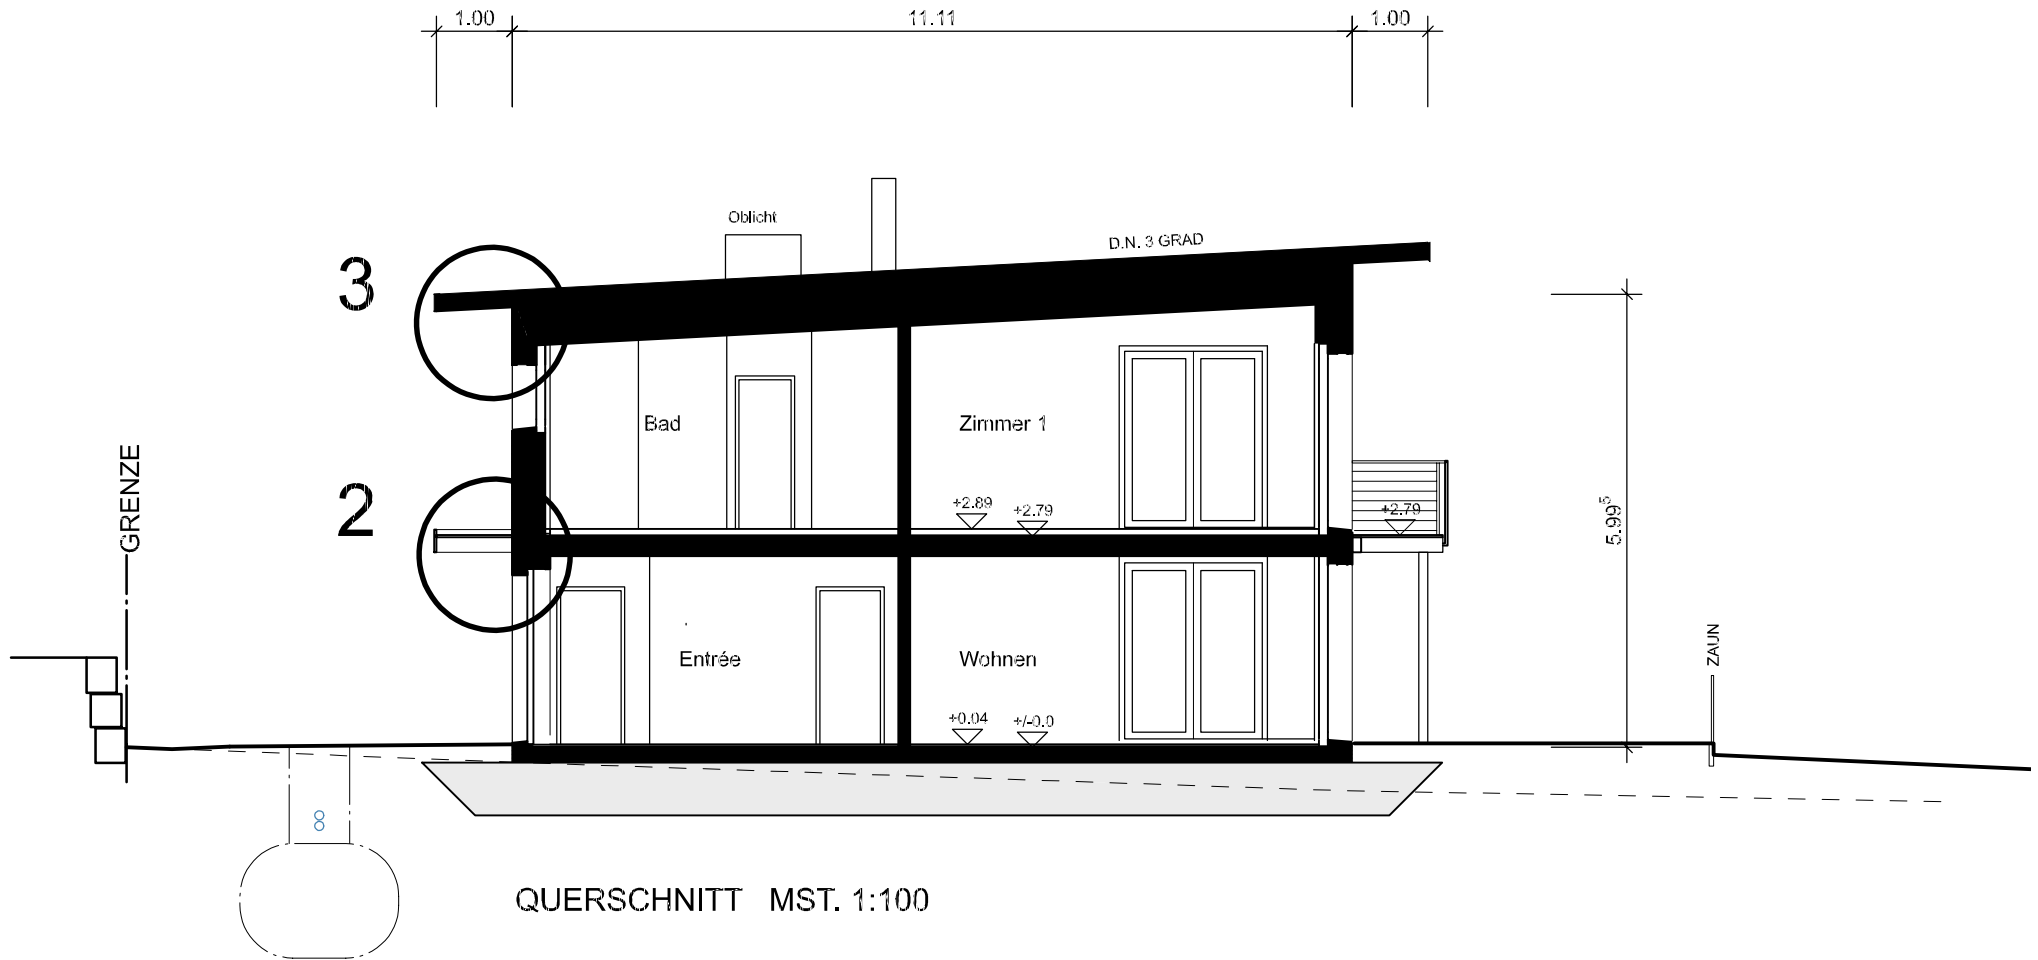 1.00 11.11 1.00
Oblicht
D.N. 3 GRAD
3
Bad
Zimmer 1
GRENZE
2
+2.89
+2.79
+2.79
5.99⁵
Entrée
Wohnen
ZAUN
+0.04
+/-0.0
8
QUERSCHNITT MST. 1:100